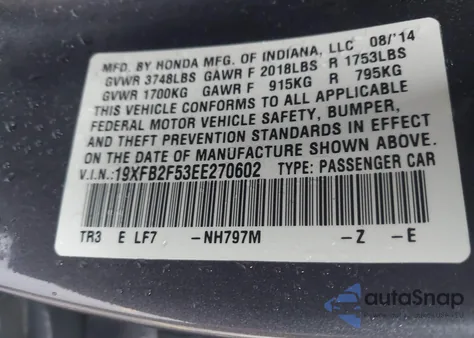 MFD. BY HONDA MFG. OF INDIANA, LLC 08/'14
GVWR 3748LBS GAWR F 2018LBS R 1753LBS
GVWR 1700KG GAWR F 915KG R 795KG
THIS VEHICLE CONFORMS TO ALL APPLICABLE
FEDERAL MOTOR VEHICLE SAFETY, BUMPER,
AND THEFT PREVENTION STANDARDS IN EFFECT
ON THE DATE OF MANUFACTURE SHOWN ABOVE.
V.I.N.:19XFB2F53EE270602 TYPE: PASSENGER CAR
TR3 E LF7 -NH797M -Z -E
autoSnap